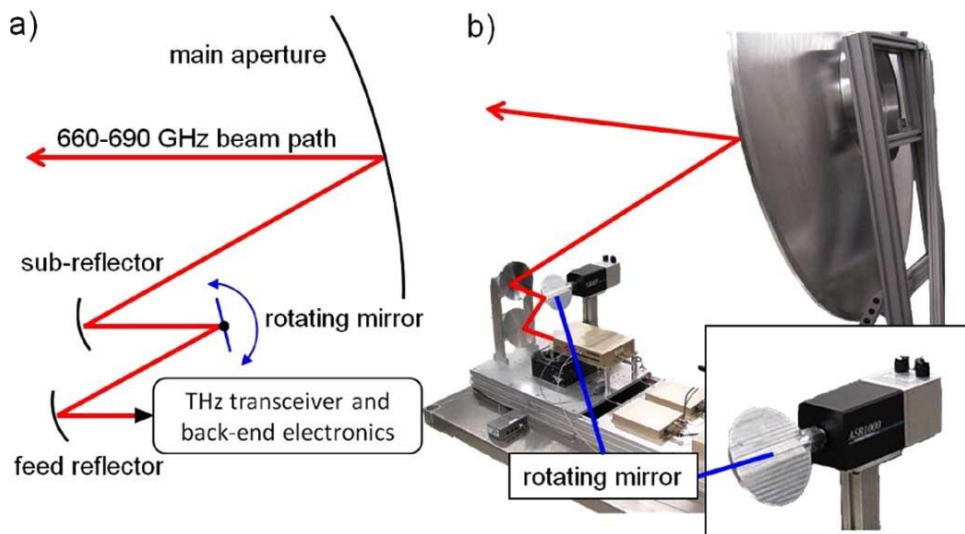 a)
main aperture
660-690 GHz beam path
sub-reflector
rotating mirror
THz transceiver and
back-end electronics
feed reflector
b)
rotating mirror
ASR1000